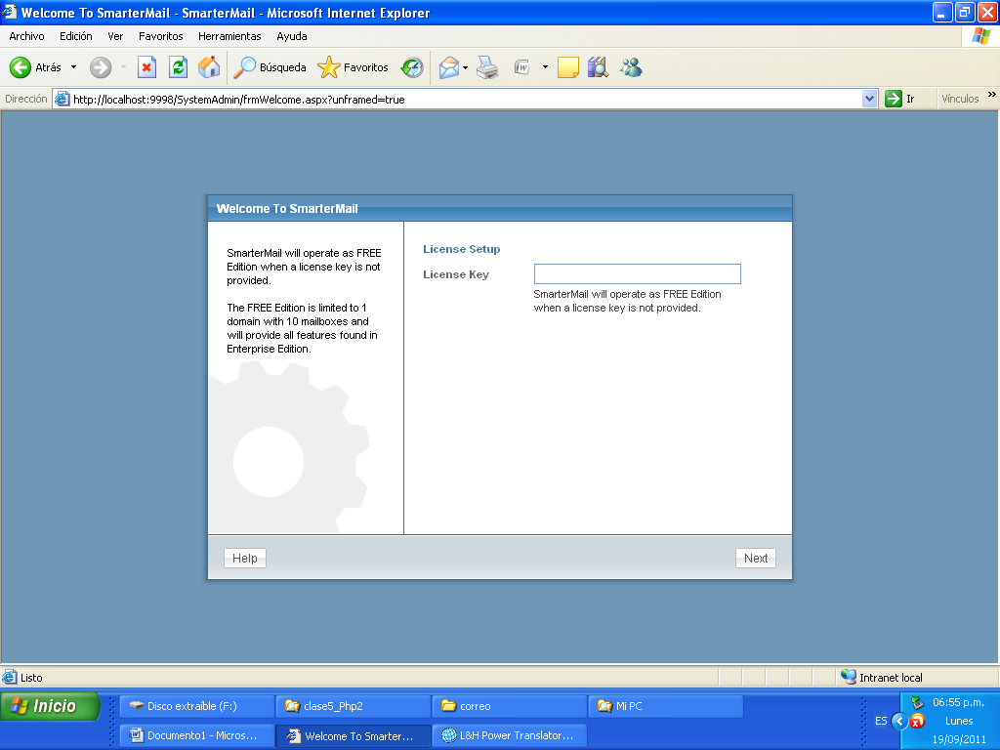 Welcome To SmarterMail - SmarterMail - Microsoft Internet Explorer
Archivo Edición Ver Favoritos Herramientas Ayuda
Atrás Búsqueda Favoritos
Dirección http://localhost:9998/SystemAdmin/frmWelcome.aspx?unframed=true Ir Vínculos »
Welcome To SmarterMail
SmarterMail will operate as FREE
Edition when a license key is not
provided.
The FREE Edition is limited to 1
domain with 10 mailboxes and
will provide all features found in
Enterprise Edition.
License Setup
License Key
SmarterMail will operate as FREE Edition
when a license key is not provided.
Help Next
Listo Intranet local
Inicio
Disco extraíble (F:) clase5_Php2 correo Mi PC
Documento1 - Micros... Welcome To Smarter... L&H Power Translator...
ES
06:55 p.m.
Lunes
19/09/2011